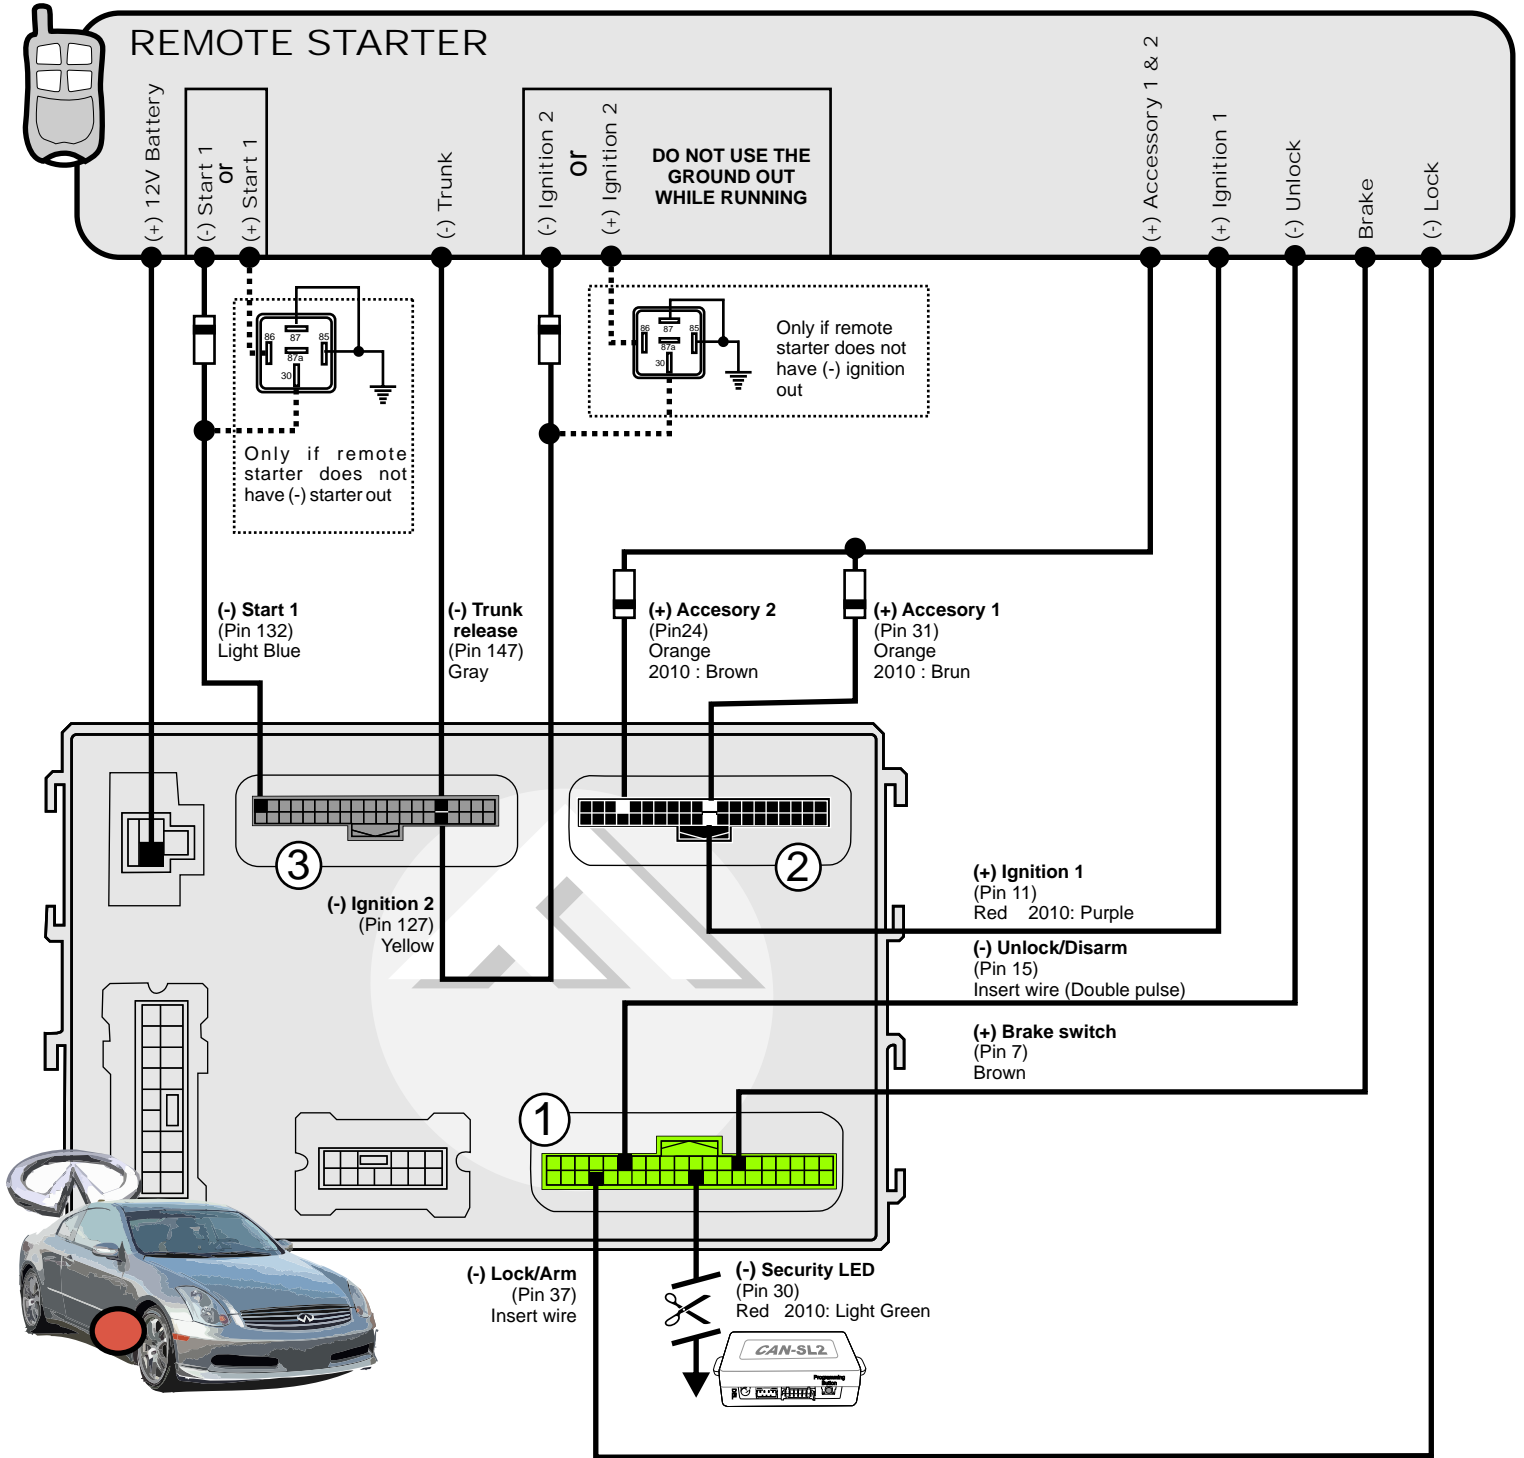 REMOTE STARTER
(+) 12V Battery
(-) Start 1
or
(+) Start 1
(-) Trunk
(-) Ignition 2
or
(+) Ignition 2
DO NOT USE THE
GROUND OUT
WHILE RUNNING
(+) Accessory 1 & 2
(+) Ignition 1
(-) Unlock
Brake
(-) Lock
86
87
85
87a
30
Only if remote
starter does not
have (-) starter out
86
87
85
87a
30
Only if remote
starter does not
have (-) ignition
out
(-) Start 1
(Pin 132)
Light Blue
(-) Trunk
release
(Pin 147)
Gray
(+) Accesory 2
(Pin24)
Orange
2010 : Brown
(+) Accesory 1
(Pin 31)
Orange
2010 : Brun
3
2
(-) Ignition 2
(Pin 127)
Yellow
(+) Ignition 1
(Pin 11)
Red 2010: Purple
(-) Unlock/Disarm
(Pin 15)
Insert wire (Double pulse)
(+) Brake switch
(Pin 7)
Brown
1
(-) Lock/Arm
(Pin 37)
Insert wire
(-) Security LED
(Pin 30)
Red 2010: Light Green
CAN-SL2
Programming
Button